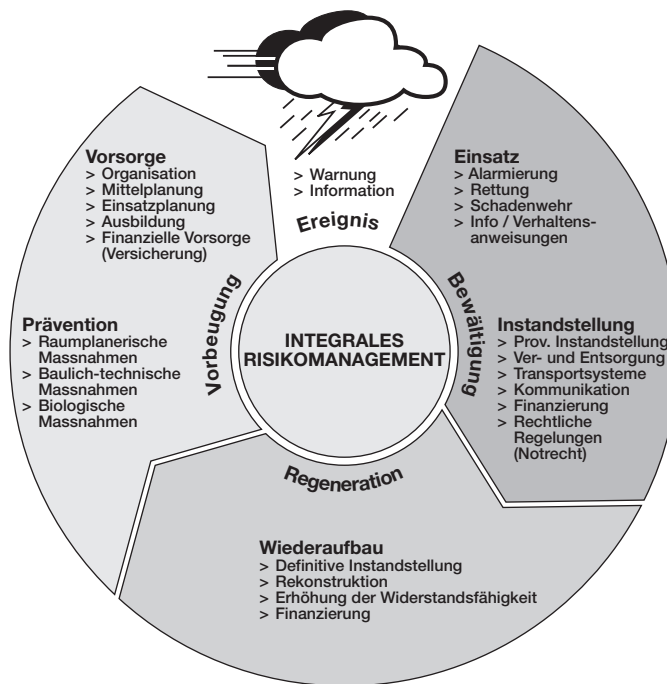 Vorsorge
> Organisation
> Mittelplanung
> Einsatzplanung
> Ausbildung
> Finanzielle Vorsorge
(Versicherung)
Prävention
> Raumplanerische
Massnahmen
> Baulich-technische
Massnahmen
> Biologische
Massnahmen
Vorbeugung
> Warnung
> Information
Ereignis
INTEGRALES
RISIKOMANAGEMENT
Einsatz
> Alarmierung
> Rettung
> Schadenwehr
> Info / Verhaltens-
anweisungen
Bewältigung
Instandstellung
> Prov. Instandstellung
> Ver- und Entsorgung
> Transportsysteme
> Kommunikation
> Finanzierung
> Rechtliche
Regelungen
(Notrecht)
Regeneration
Wiederaufbau
> Definitive Instandstellung
> Rekonstruktion
> Erhöhung der Widerstandsfähigkeit
> Finanzierung